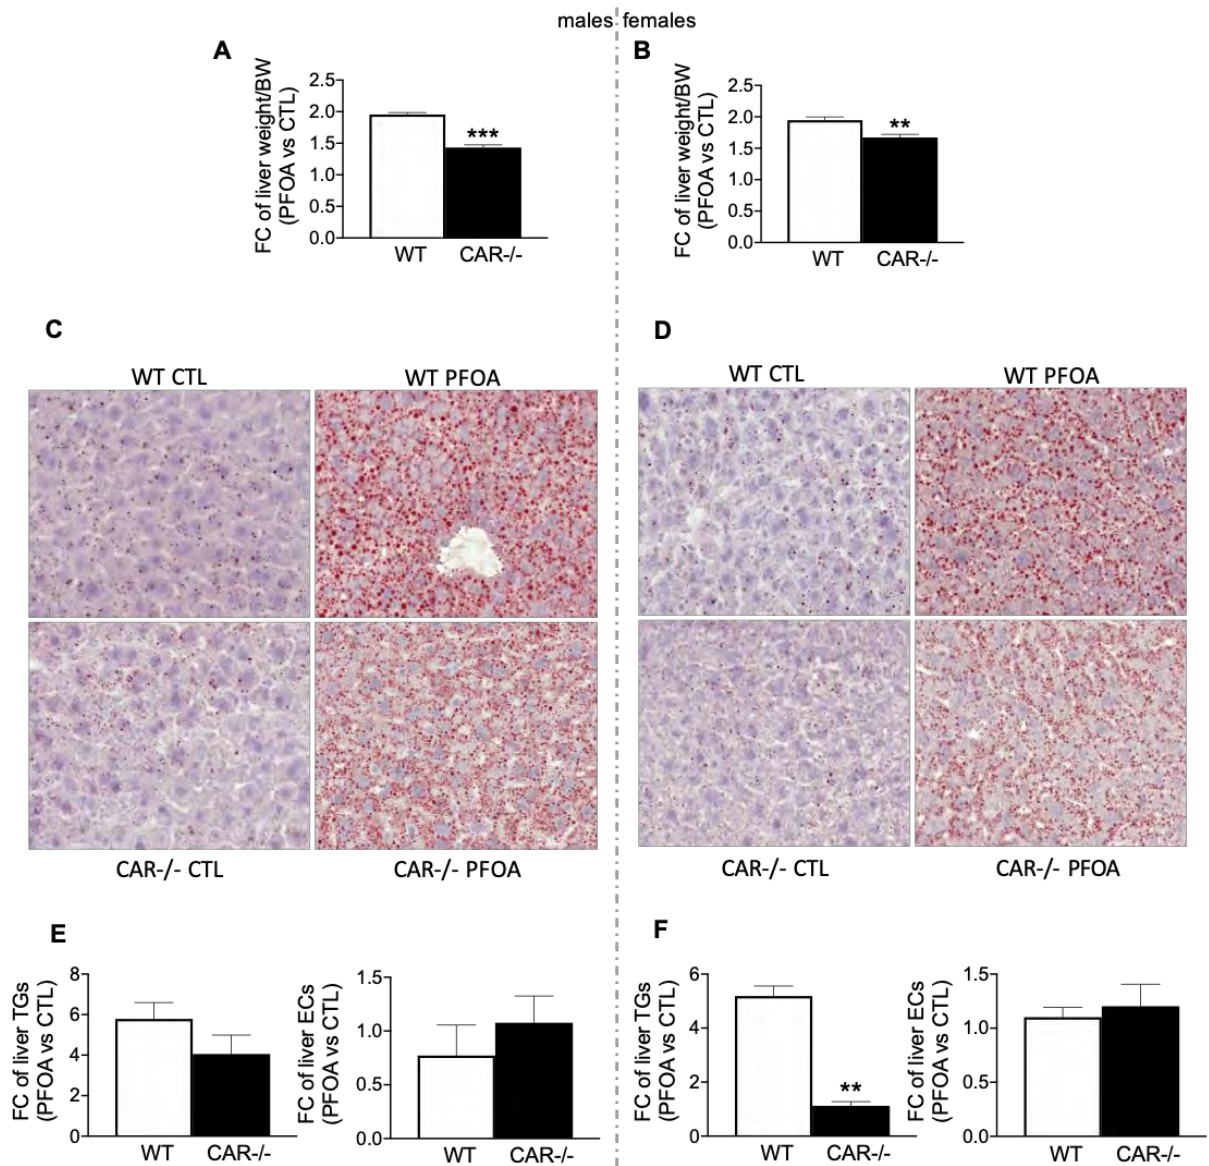 males females
A
B
FC of liver weight/BW
(PFOA vs CTL)
2.5
2.0
1.5
1.0
0.5
0.0
***
WT CAR-/-
FC of liver weight/BW
(PFOA vs CTL)
2.5
2.0
1.5
1.0
0.5
0.0
**
WT CAR-/-
C
D
WT CTL WT PFOA
WT CTL WT PFOA
CAR-/- CTL CAR-/- PFOA
CAR-/- CTL CAR-/- PFOA
E
F
FC of liver TGs
(PFOA vs CTL)
8
6
4
2
0
WT CAR-/-
FC of liver ECs
(PFOA vs CTL)
1.5
1.0
0.5
0.0
WT CAR-/-
FC of liver TGs
(PFOA vs CTL)
6
4
2
0
**
WT CAR-/-
FC of liver ECs
(PFOA vs CTL)
1.5
1.0
0.5
0.0
WT CAR-/-